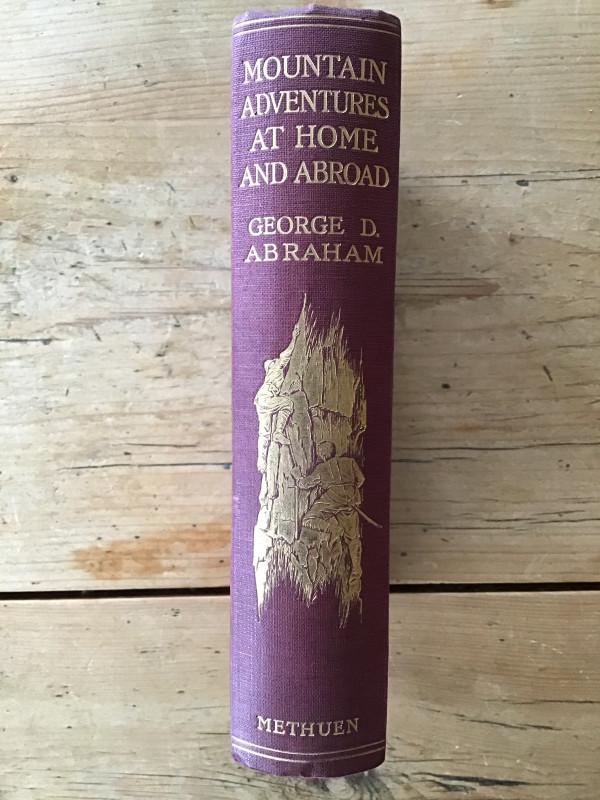 MOUNTAIN
ADVENTURES
AT HOME
AND ABROAD
GEORGE D.
ABRAHAM
METHUEN